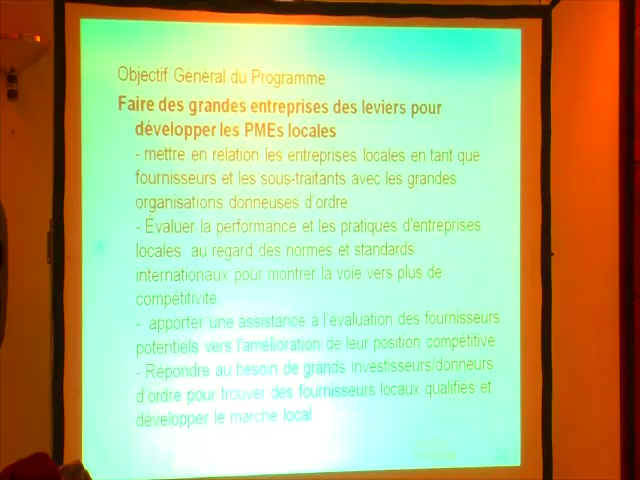 Objectif Général du Programme
Faire des grandes entreprises des leviers pour
développer les PMEs locales
- mettre en relation les entreprises locales en tant que
fournisseurs et les sous-traitants avec les grandes
organisations donneuses d'ordre
- Évaluer la performance et les pratiques d'entreprises
locales au regard des normes et standards
internationaux pour montrer la voie vers plus de
compétitivité
- apporter une assistance à l'évaluation des fournisseurs
potentiels vers l'amélioration de leur position compétitive
- Répondre au besoin de grands investisseurs/donneurs
d'ordre pour trouver des fournisseurs locaux qualifiés et
développer le marche local